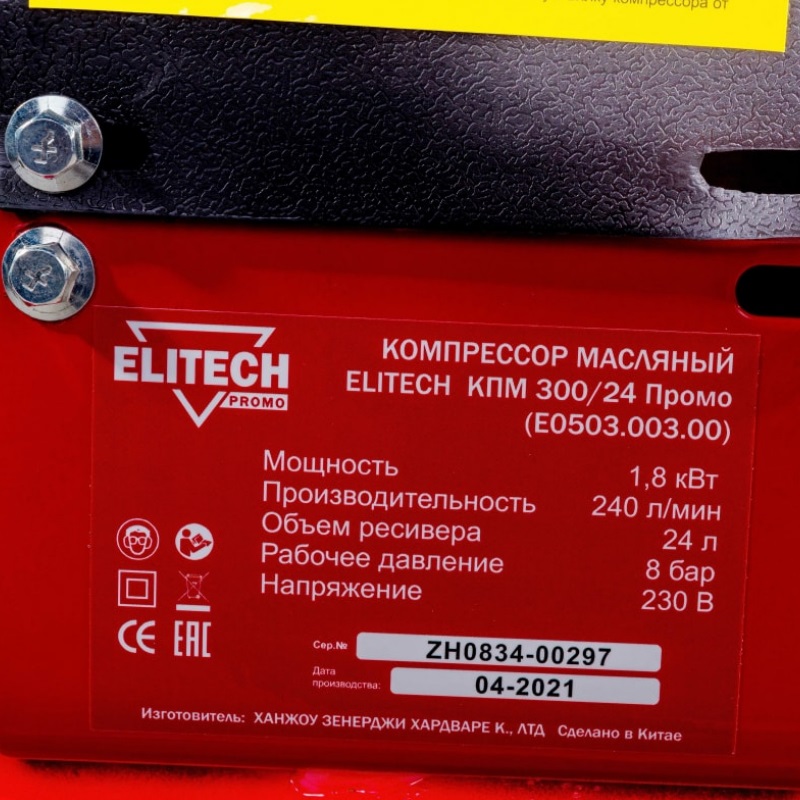 компрессора от
ELITECH
PROMO
КОМПРЕССОР МАСЛЯНЫЙ
ELITECH КПМ 300/24 Промо
(E0503.003.00)
Мощность 1,8 кВт
Производительность 240 л/мин
Объем ресивера 24 л
Рабочее давление 8 бар
Напряжение 230 В
CE EAC
Сер.№ ZH0834-00297
Дата
производства: 04-2021
Изготовитель: ХАНЖОУ ЗЕНЕРДЖИ ХАРДВАРЕ К., ЛТД Сделано в Китае